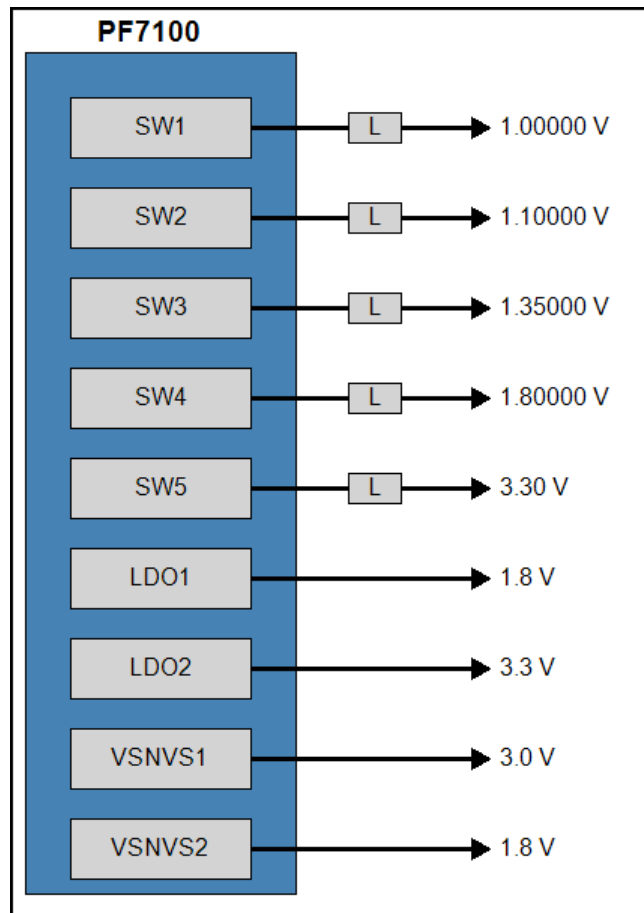 PF7100
SW1 L 1.00000 V
SW2 L 1.10000 V
SW3 L 1.35000 V
SW4 L 1.80000 V
SW5 L 3.30 V
LDO1 1.8 V
LDO2 3.3 V
VSNVS1 3.0 V
VSNVS2 1.8 V